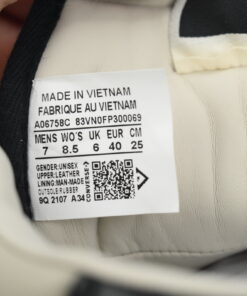 MADE IN VIETNAM
FABRIQUE AU VIETNAM
A06758C 83VN0FP300069
MENS WO'S UK EUR CM
7 8.5 6 40 25
GENDER:UNISEX
UPPER:LEATHER
LINING:MAN-MADE
OUTSOLE:RUBBER
9Q 2107 A34
CONVERSE